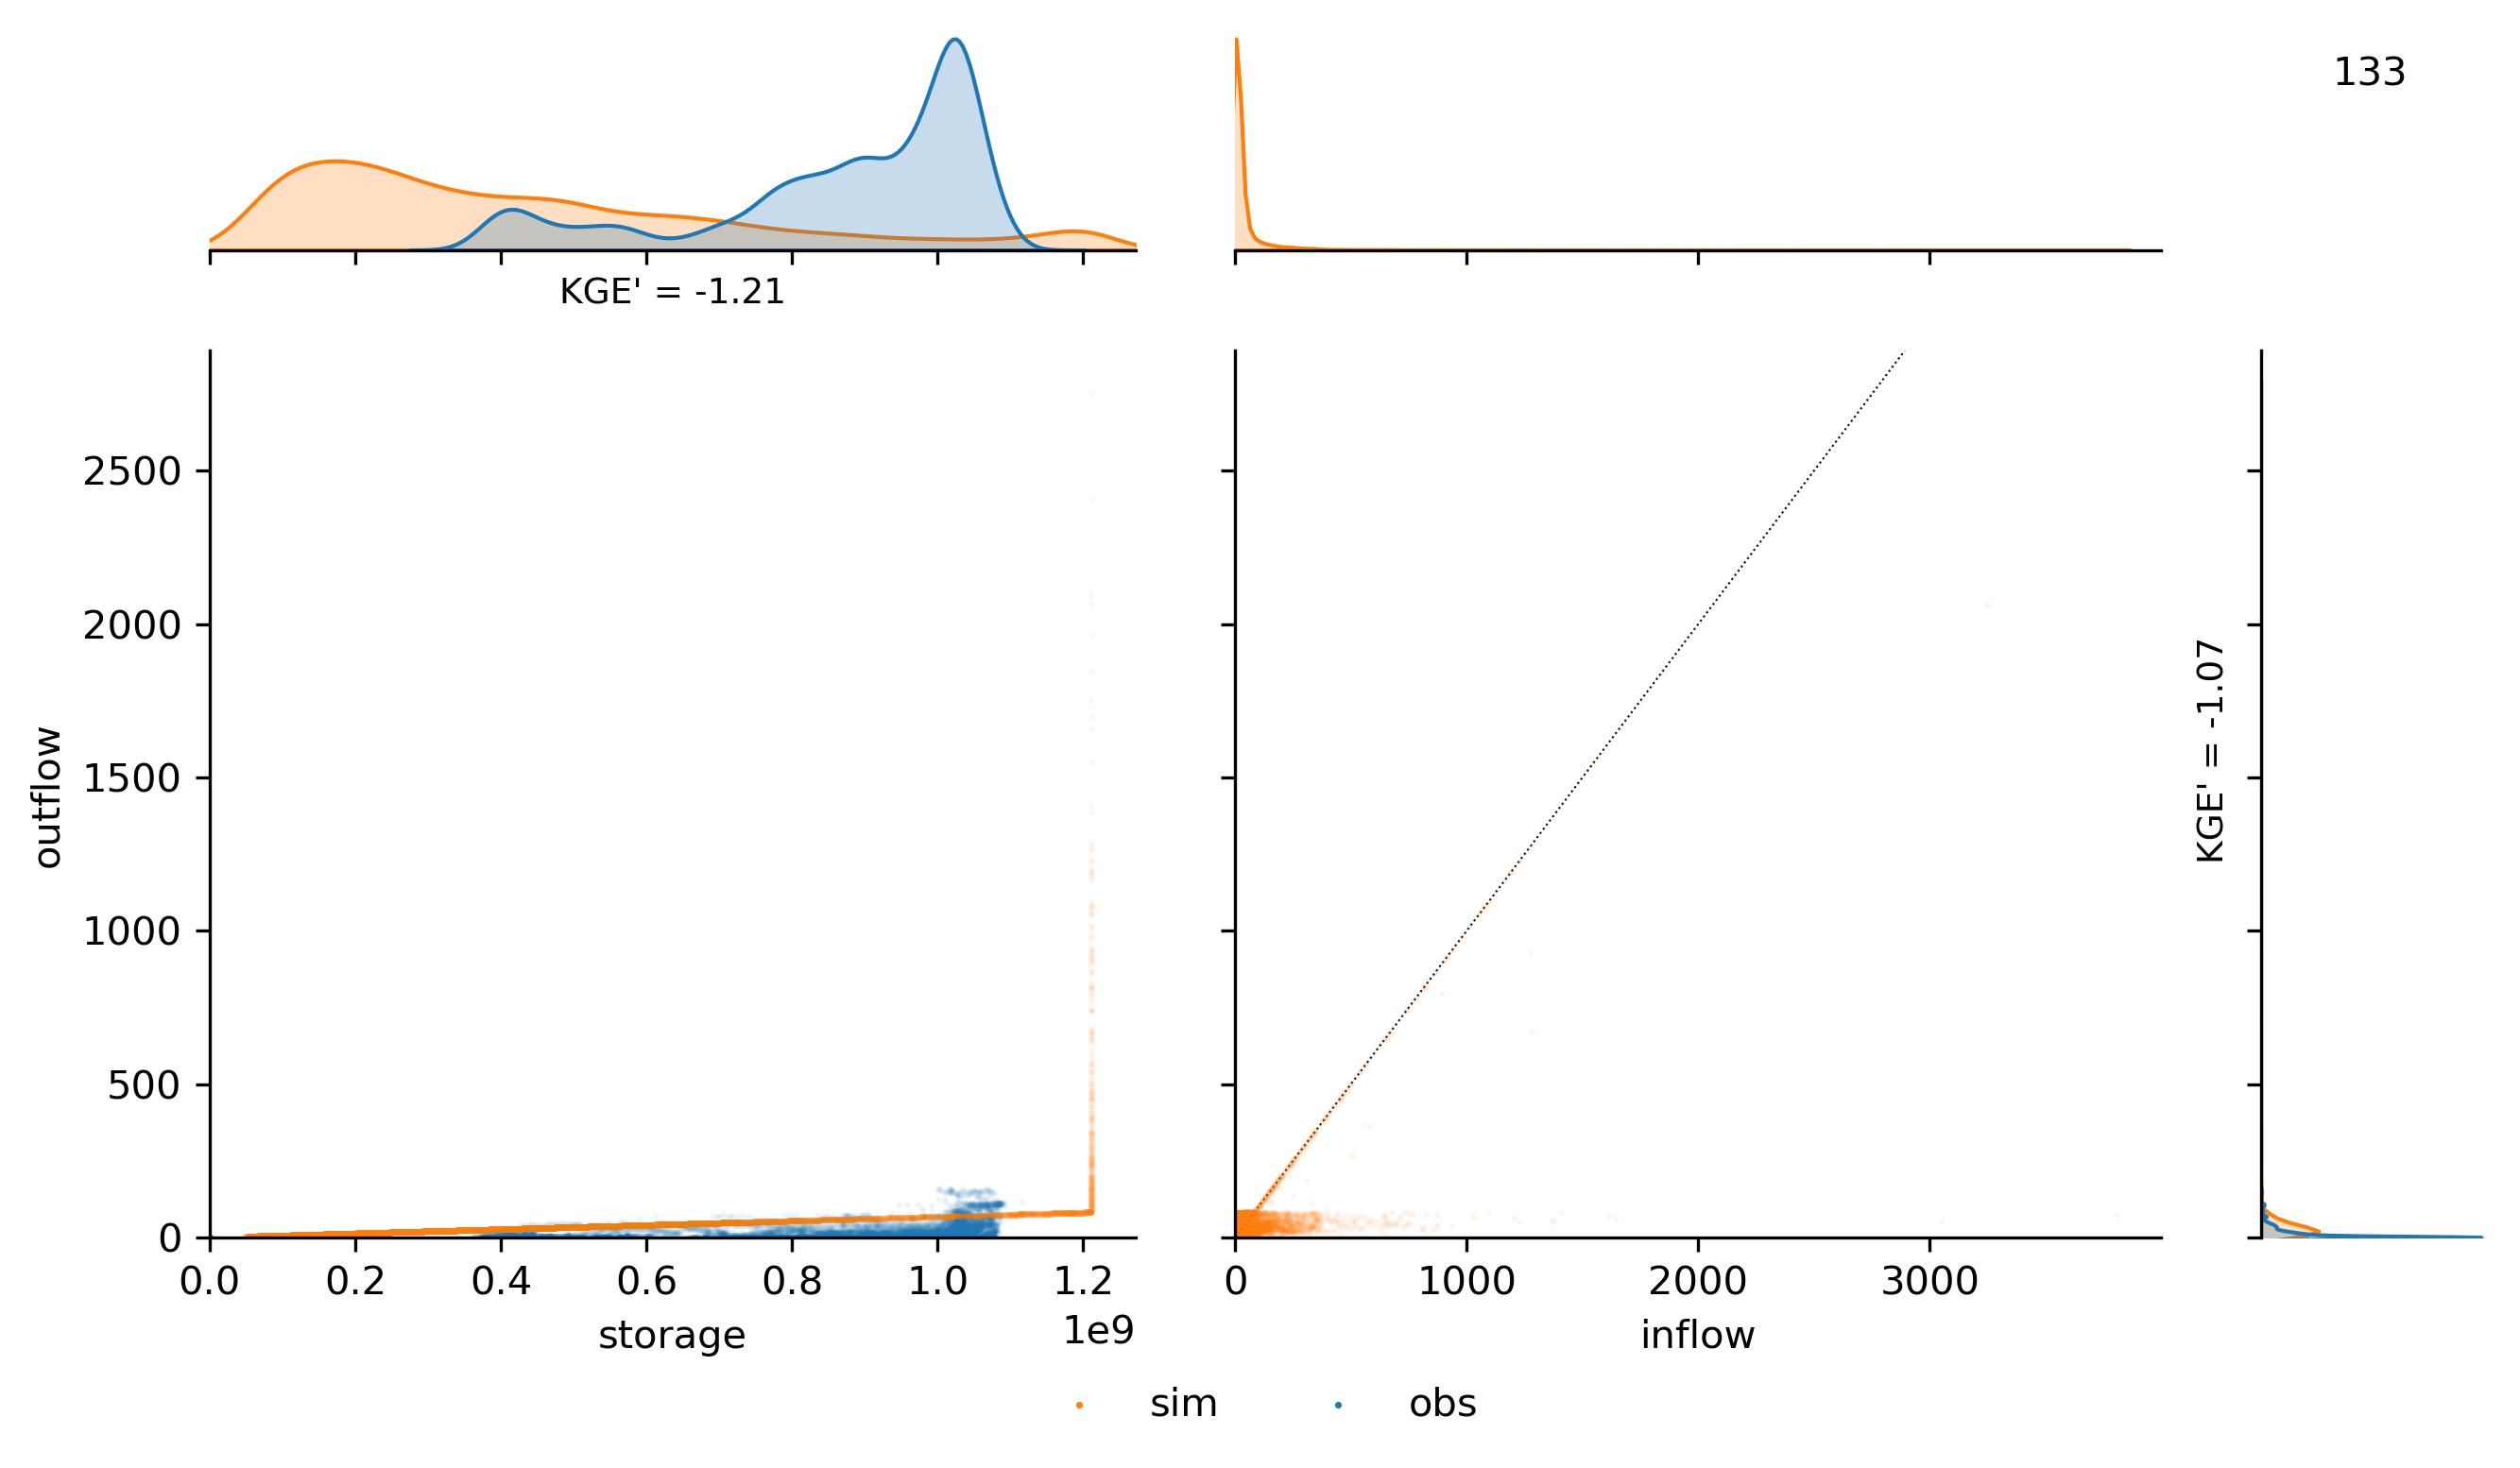 133
KGE' = -1.21
2500
2000
1500
1000
500
0
outflow
KGE' = -1.07
0.0 0.2 0.4 0.6 0.8 1.0 1.2
1e9
storage
0 1000 2000 3000
inflow
sim obs